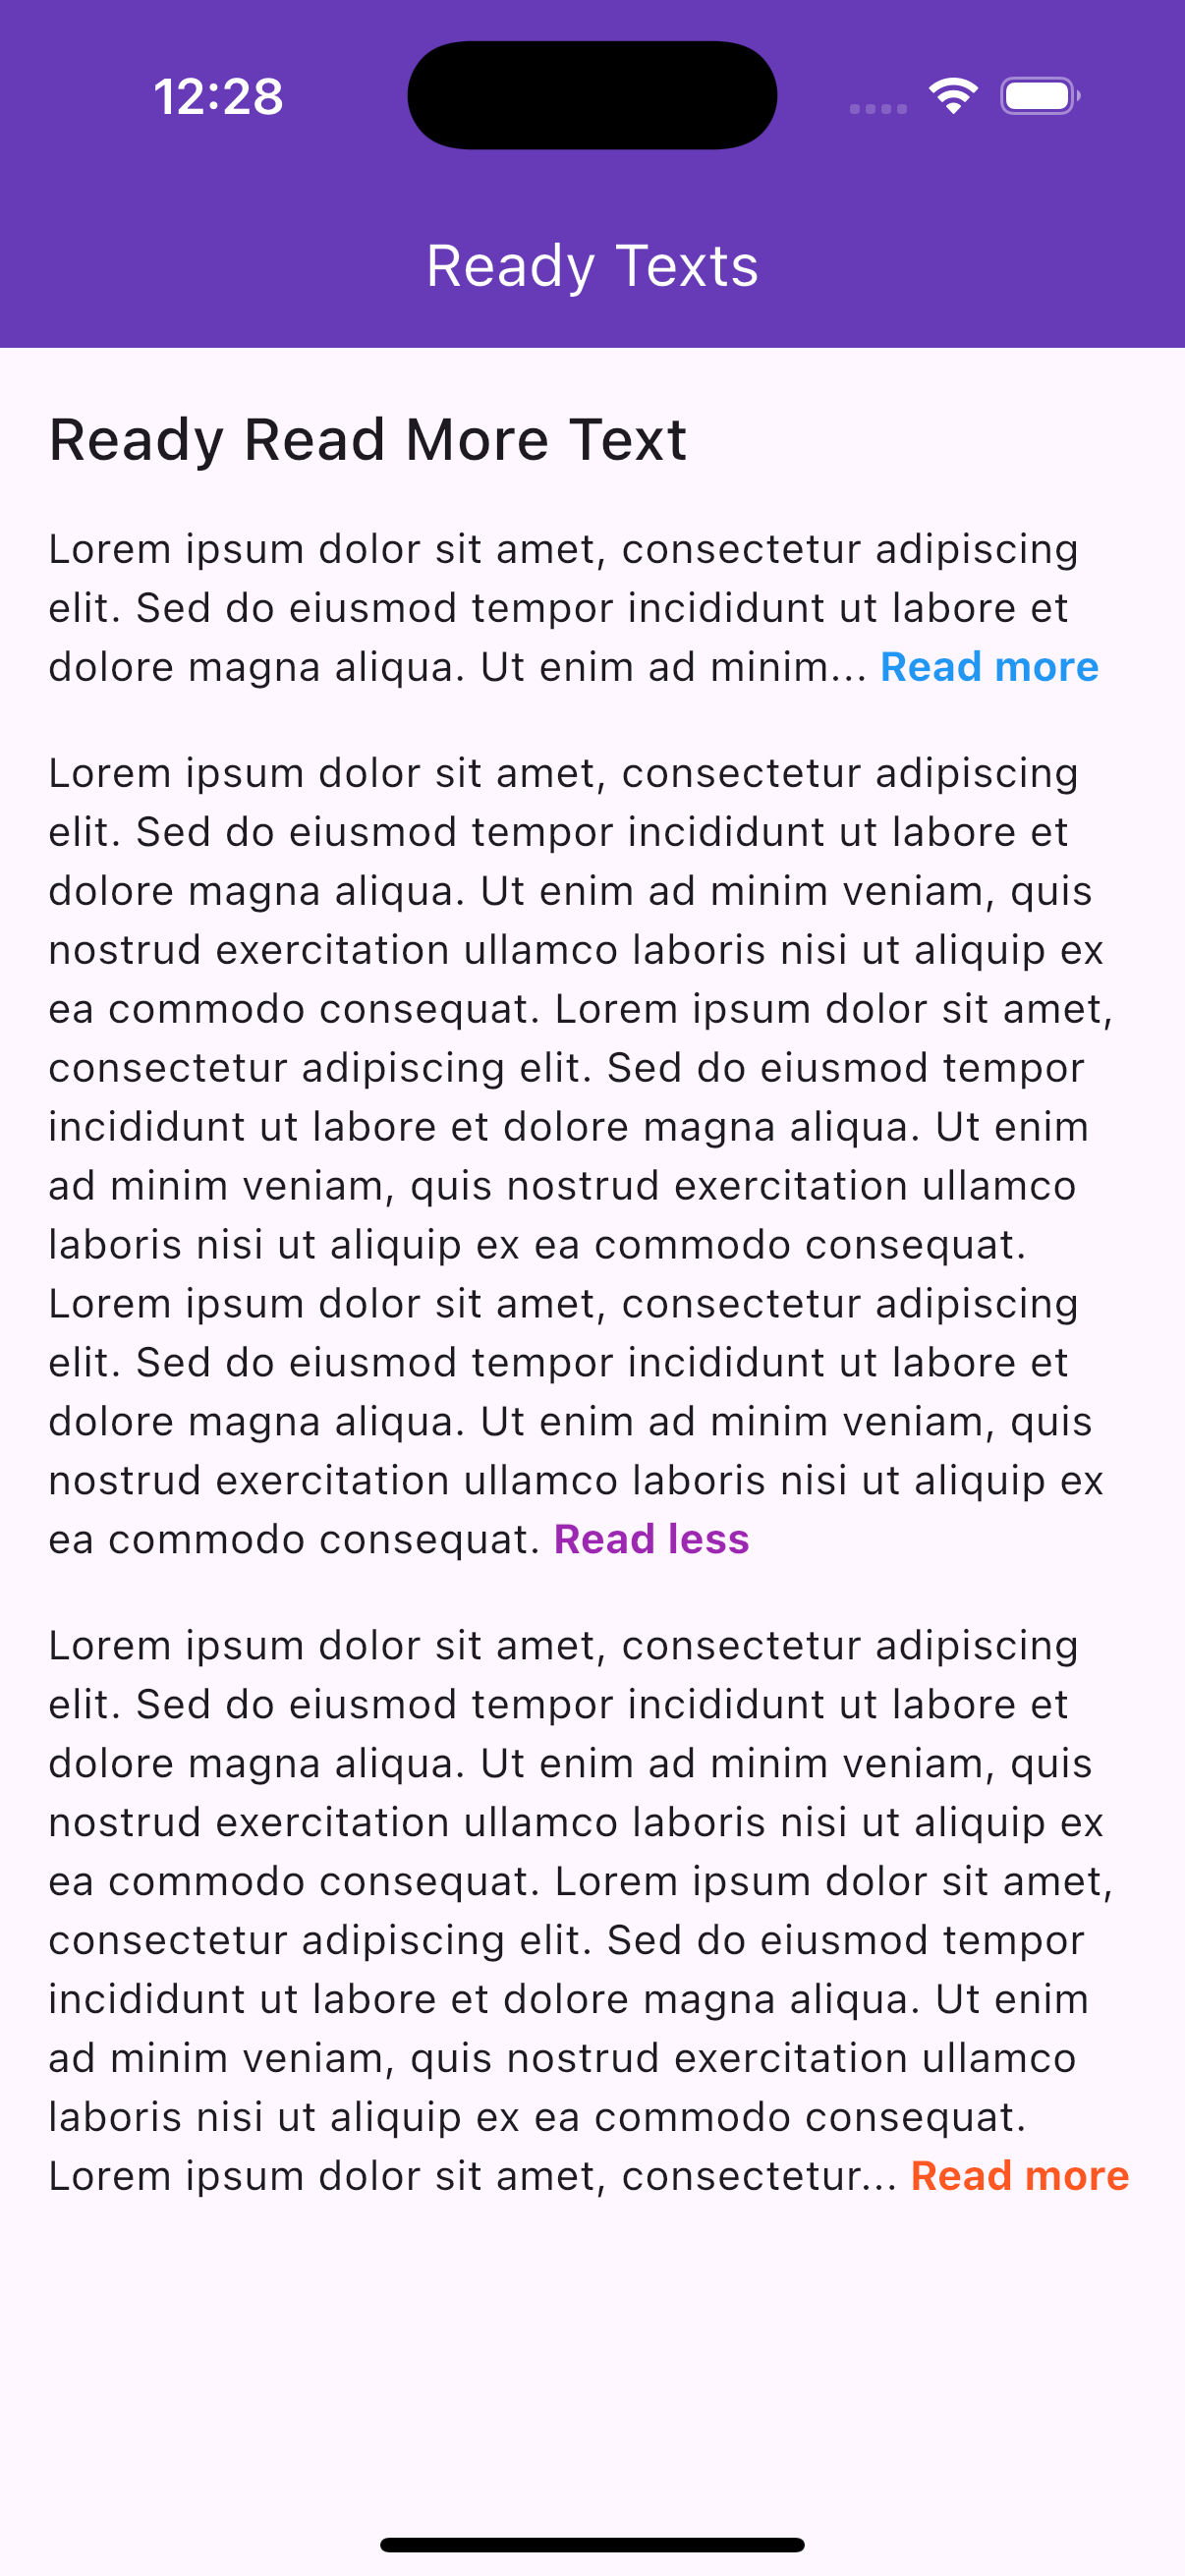 12:28
Ready Texts
Ready Read More Text
Lorem ipsum dolor sit amet, consectetur adipiscing
elit. Sed do eiusmod tempor incididunt ut labore et
dolore magna aliqua. Ut enim ad minim... Read more
Lorem ipsum dolor sit amet, consectetur adipiscing
elit. Sed do eiusmod tempor incididunt ut labore et
dolore magna aliqua. Ut enim ad minim veniam, quis
nostrud exercitation ullamco laboris nisi ut aliquip ex
ea commodo consequat. Lorem ipsum dolor sit amet,
consectetur adipiscing elit. Sed do eiusmod tempor
incididunt ut labore et dolore magna aliqua. Ut enim
ad minim veniam, quis nostrud exercitation ullamco
laboris nisi ut aliquip ex ea commodo consequat.
Lorem ipsum dolor sit amet, consectetur adipiscing
elit. Sed do eiusmod tempor incididunt ut labore et
dolore magna aliqua. Ut enim ad minim veniam, quis
nostrud exercitation ullamco laboris nisi ut aliquip ex
ea commodo consequat. Read less
Lorem ipsum dolor sit amet, consectetur adipiscing
elit. Sed do eiusmod tempor incididunt ut labore et
dolore magna aliqua. Ut enim ad minim veniam, quis
nostrud exercitation ullamco laboris nisi ut aliquip ex
ea commodo consequat. Lorem ipsum dolor sit amet,
consectetur adipiscing elit. Sed do eiusmod tempor
incididunt ut labore et dolore magna aliqua. Ut enim
ad minim veniam, quis nostrud exercitation ullamco
laboris nisi ut aliquip ex ea commodo consequat.
Lorem ipsum dolor sit amet, consectetur... Read more